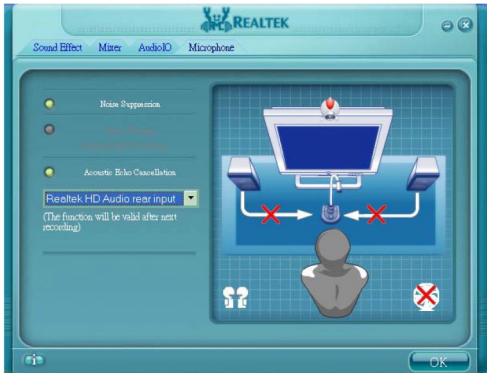 REALTEK
Sound Effect Mixer AudioIO Microphone
Noise Suppression
Acoustic Echo Cancellation
Realtek HD Audio rear input
(The function will be valid after next
recording)
OK